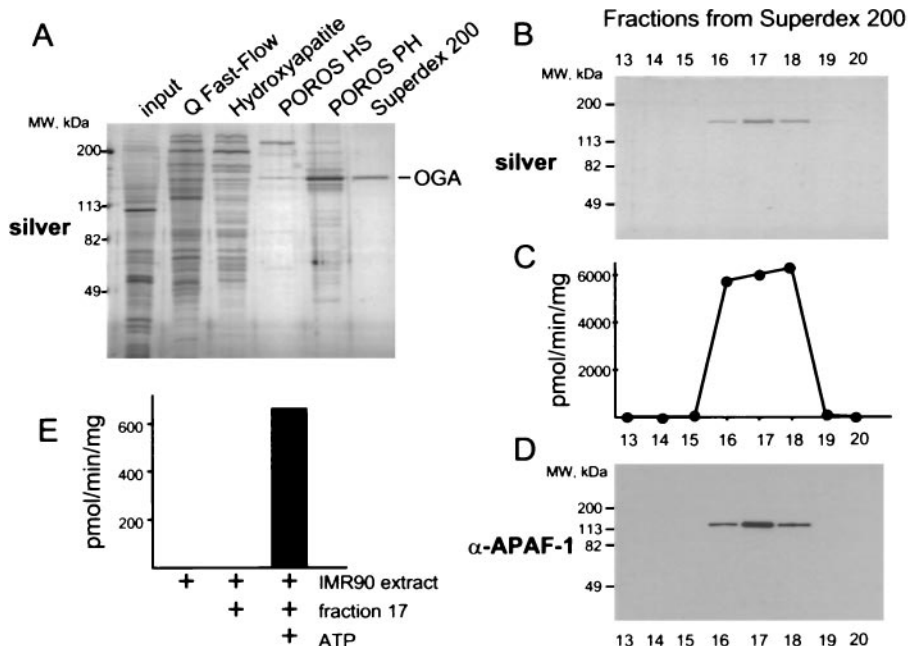 A
input
Q Fast-Flow
Hydroxyapatite
POROS HS
POROS PH
Superdex 200
MW, kDa
200
113
82
49
silver
OGA
Fractions from Superdex 200
B
13 14 15 16 17 18 19 20
MW, kDa
200
113
82
49
silver
C
6000
4000
2000
pmol/min/mg
13 14 15 16 17 18 19 20
D
MW, kDa
200
113
82
49
α-APAF-1
13 14 15 16 17 18 19 20
E
600
400
200
pmol/min/mg
+ + + IMR90 extract
+ + fraction 17
+ ATP